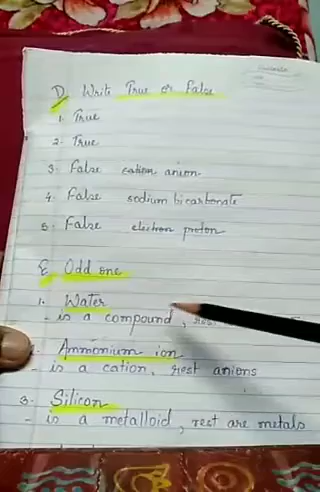 D. Write True or False
1. True
2. True
3. False cation, anion
4. False sodium bicarbonate
5. False electron proton
E. Odd one
1. Water
- is a compound,
Ammonium ion
- is a cation, rest anions
3. Silicon
- is a metalloid, rest are metals